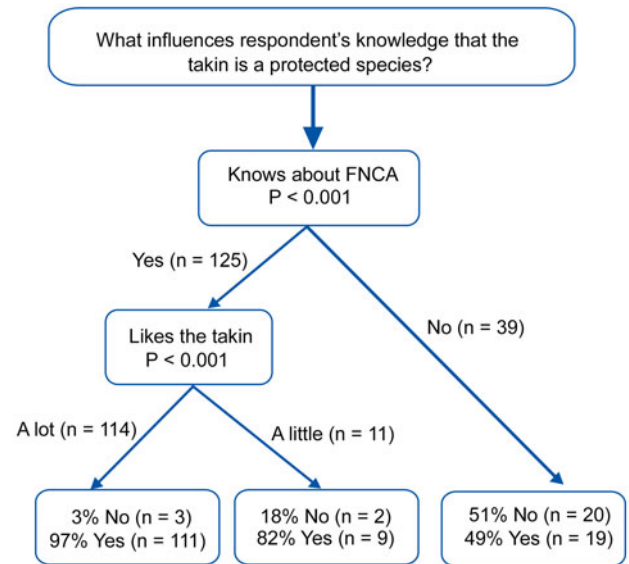 What influences respondent’s knowledge that the
takin is a protected species?
Knows about FNCA
P < 0.001
Yes (n = 125)
No (n = 39)
Likes the takin
P < 0.001
A lot (n = 114)
A little (n = 11)
3% No (n = 3)
97% Yes (n = 111)
18% No (n = 2)
82% Yes (n = 9)
51% No (n = 20)
49% Yes (n = 19)